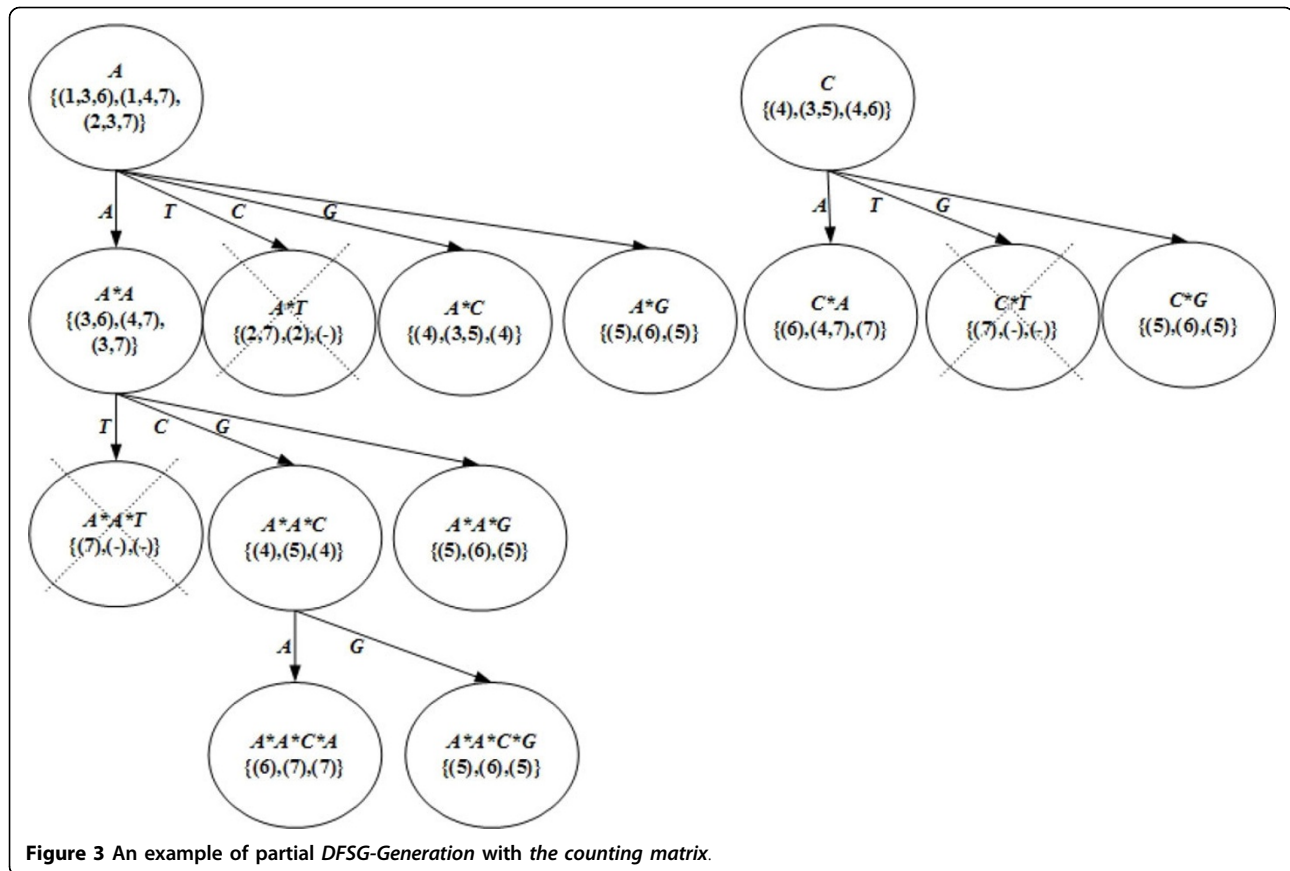 A
{(1,3,6),(1,4,7),
(2,3,7)}
C
{(4),(3,5),(4,6)}
A
T
C
G
A
T
G
A*A
{(3,6),(4,7),
(3,7)}
A*T
{(2,7),(2),(-)}
A*C
{(4),(3,5),(4)}
A*G
{(5),(6),(5)}
C*A
{(6),(4,7),(7)}
C*T
{(7),(-),(-)}
C*G
{(5),(6),(5)}
T
C
G
A*A*T
{(7),(-),(-)}
A*A*C
{(4),(5),(4)}
A*A*G
{(5),(6),(5)}
A
G
A*A*C*A
{(6),(7),(7)}
A*A*C*G
{(5),(6),(5)}
Figure 3 An example of partial DFSG-Generation with the counting matrix.